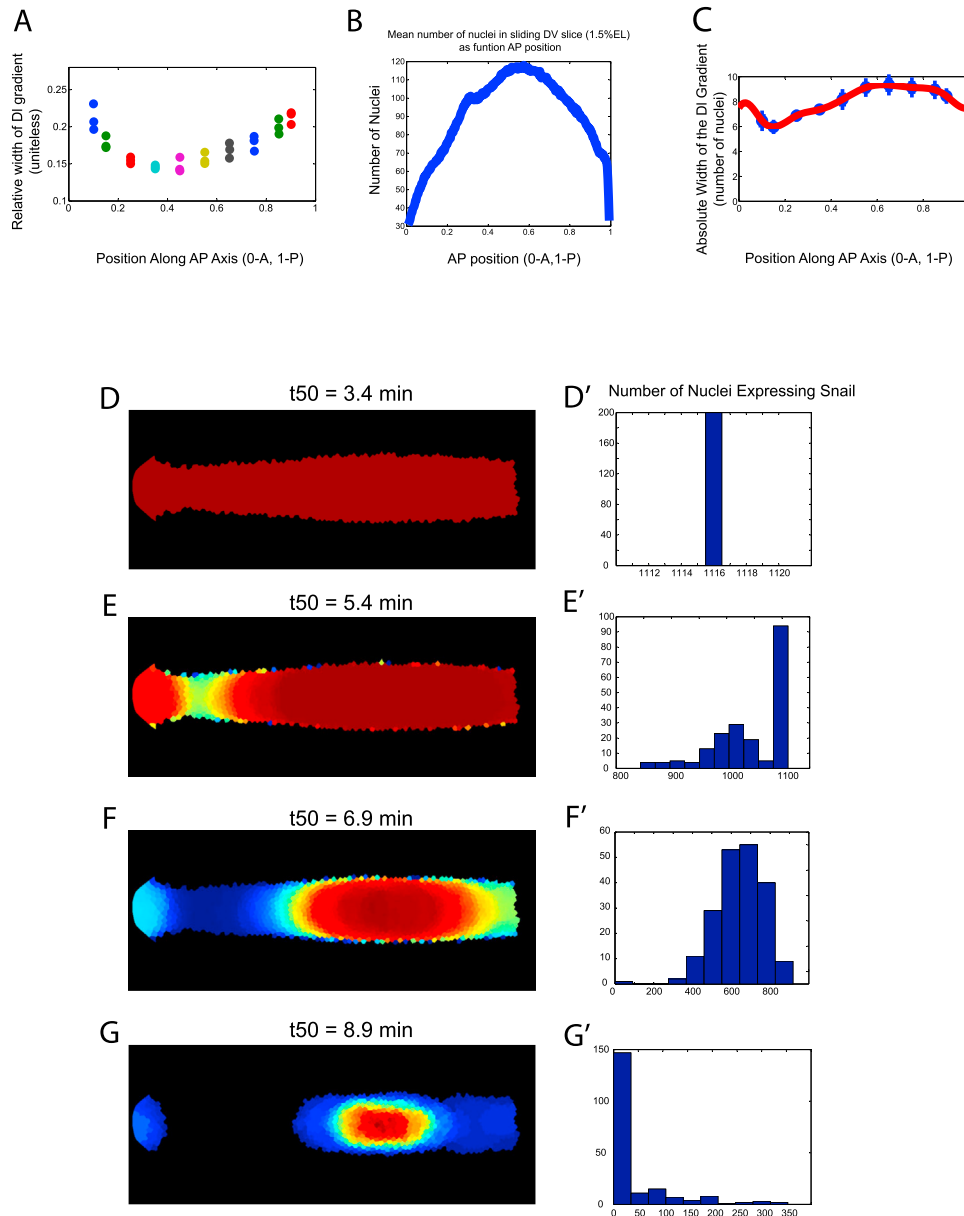 A
Relative width of Dl gradient
(unitless)
0.25
0.2
0.15
0.1
0 0.2 0.4 0.6 0.8 1
Position Along AP Axis (0-A, 1-P)
B
Mean number of nuclei in sliding DV slice (1.5%EL)
as funtion AP position
Number of Nuclei
120
110
100
90
80
70
60
50
40
30
0 0.2 0.4 0.6 0.8 1
AP position (0-A,1-P)
C
Absolute Width of the Dl Gradient
(number of nuclei)
10
8
6
4
2
0
0 0.2 0.4 0.6 0.8
Position Along AP Axis (0-A, 1-P)
D
t50 = 3.4 min
D′
Number of Nuclei Expressing Snail
200
160
120
80
40
0
1112 1114 1116 1118 1120
E
t50 = 5.4 min
E′
100
90
80
70
60
50
40
30
20
10
0
800 900 1000 1100
F
t50 = 6.9 min
F′
60
50
40
30
20
10
0
0 200 400 600 800
G
t50 = 8.9 min
G′
150
100
50
0
0 50 100 150 200 250 300 350